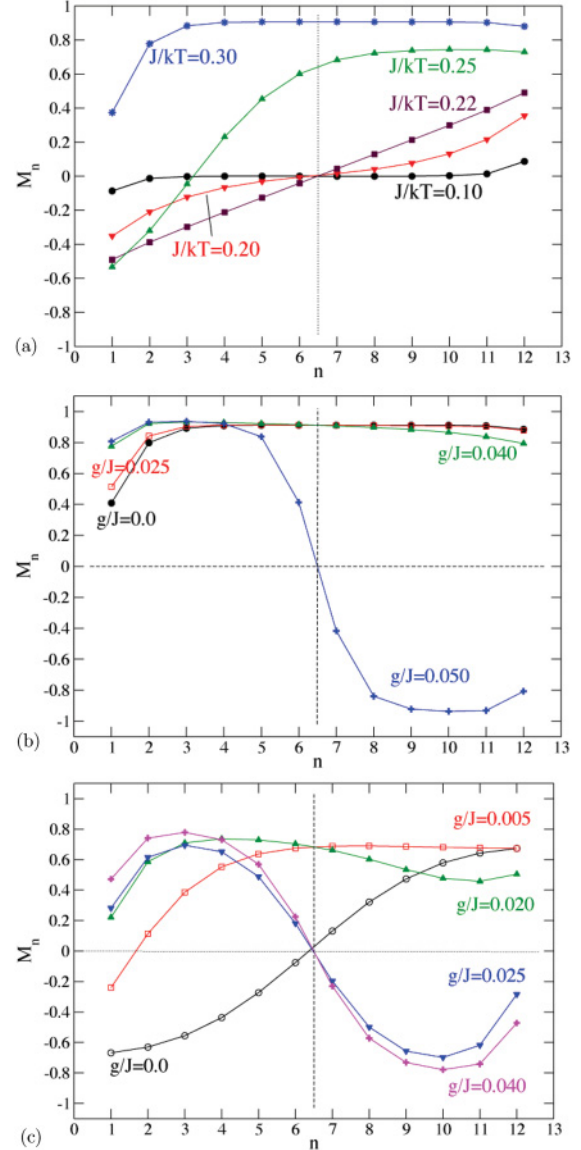 1
0.8
0.6
0.4
0.2
0
-0.2
-0.4
-0.6
-0.8
-1
M_n
J/kT=0.30
J/kT=0.25
J/kT=0.22
J/kT=0.10
J/kT=0.20
0 1 2 3 4 5 6 7 8 9 10 11 12 13
n
(a)
1
0.8
0.6
0.4
0.2
0
-0.2
-0.4
-0.6
-0.8
-1
M_n
g/J=0.025
g/J=0.0
g/J=0.040
g/J=0.050
0 1 2 3 4 5 6 7 8 9 10 11 12 13
n
(b)
1
0.8
0.6
0.4
0.2
0
-0.2
-0.4
-0.6
-0.8
-1
M_n
g/J=0.005
g/J=0.020
g/J=0.025
g/J=0.0
g/J=0.040
0 1 2 3 4 5 6 7 8 9 10 11 12 13
n
(c)